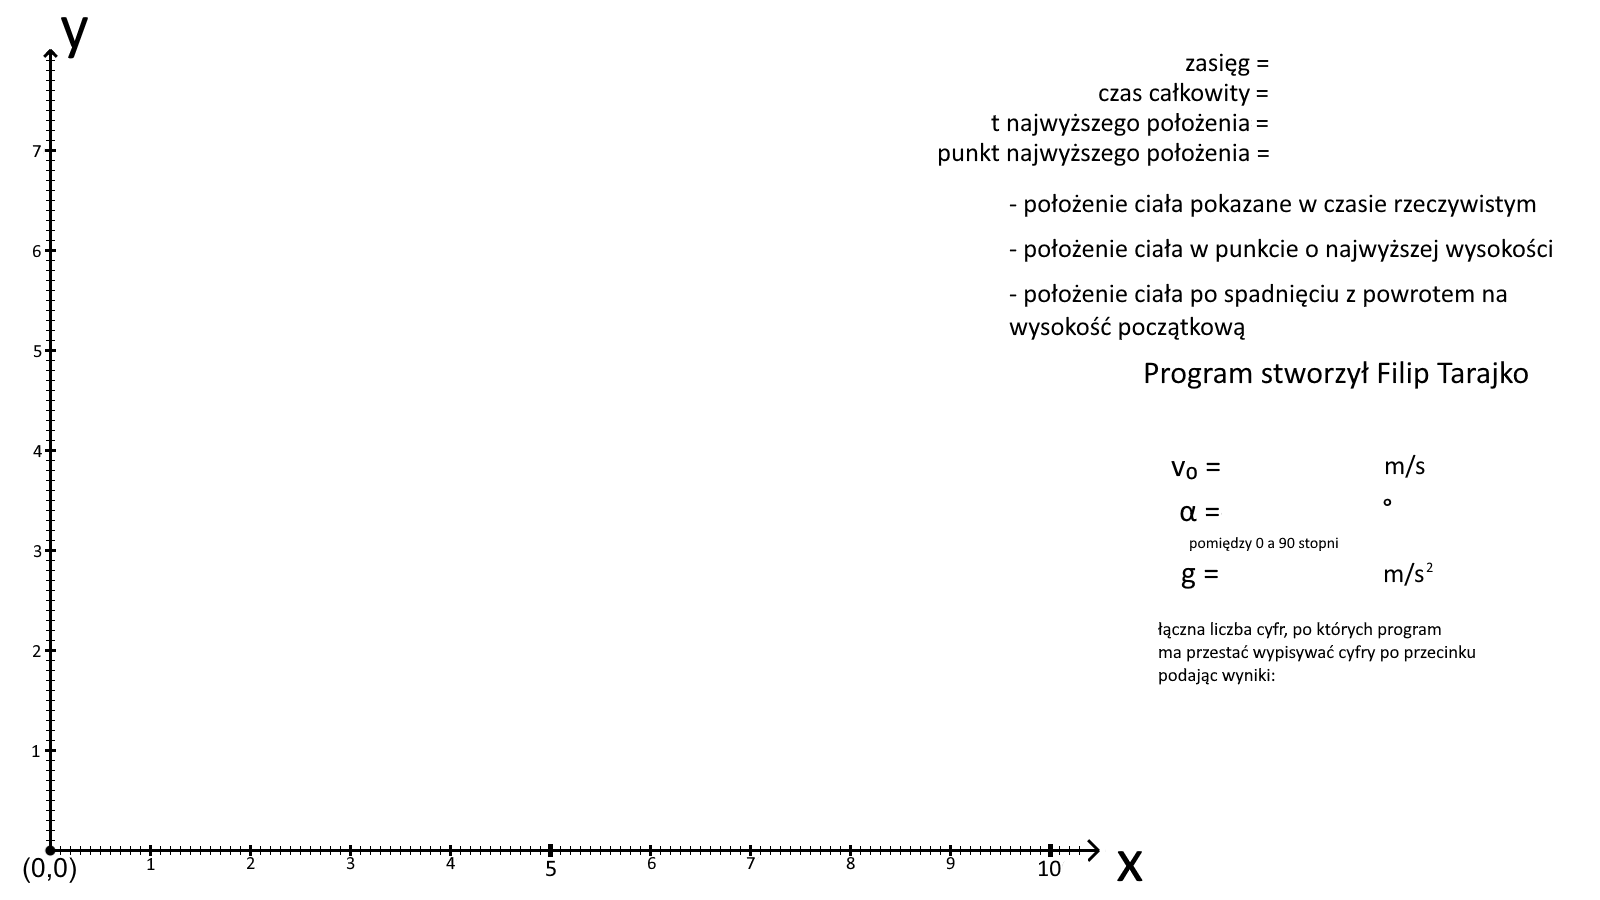 y
zasięg =
czas całkowity =
t najwyższego położenia =
punkt najwyższego położenia =
- położenie ciała pokazane w czasie rzeczywistym
- położenie ciała w punkcie o najwyższej wysokości
- położenie ciała po spadnięciu z powrotem na
wysokość początkową
Program stworzył Filip Tarajko
v₀ = m/s
α = °
pomiędzy 0 a 90 stopni
g = m/s²
łączna liczba cyfr, po których program
ma przestać wypisywać cyfry po przecinku
podając wyniki:
7
6
5
4
3
2
1
(0,0) 1 2 3 4 5 6 7 8 9 10 x